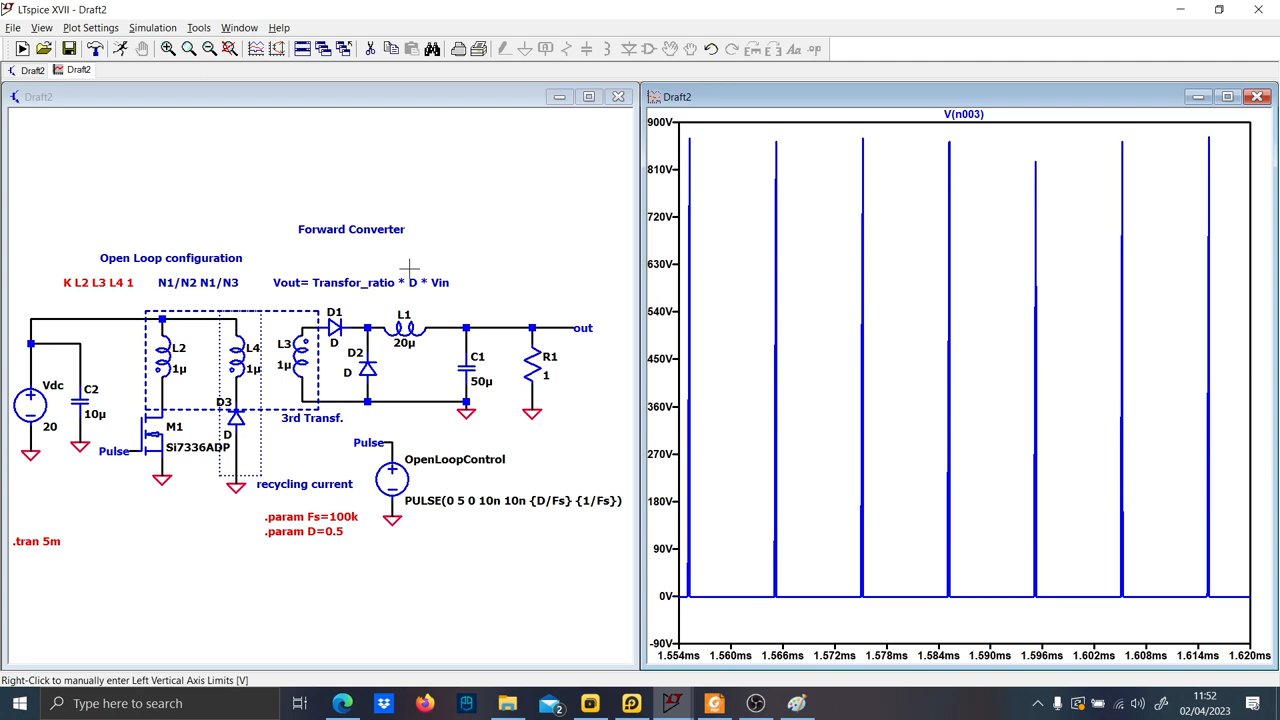 LTspice XVII - Draft2
File View Plot Settings Simulation Tools Window Help
Draft2 Draft2
Draft2
Forward Converter
Open Loop configuration
K L2 L3 L4 1 N1/N2 N1/N3 Vout= Transfor_ratio * D * Vin
D1
L1
out
L2
L4
L3
D
20µ
D2
1µ
1µ
1µ
D
C1
R1
50µ
1
Vdc
C2
D3
20
10µ
3rd Transf.
M1
D
Pulse
Si7336ADP
Pulse
OpenLoopControl
recycling current
PULSE(0 5 0 10n 10n {D/Fs} {1/Fs})
.param Fs=100k
.param D=0.5
.tran 5m
Draft2
V(n003)
900V
810V
720V
630V
540V
450V
360V
270V
180V
90V
0V
-90V
1.554ms 1.560ms 1.566ms 1.572ms 1.578ms 1.584ms 1.590ms 1.596ms 1.602ms 1.608ms 1.614ms 1.620ms
Right-Click to manually enter Left Vertical Axis Limits [V]
Type here to search
2
11:52
02/04/2023